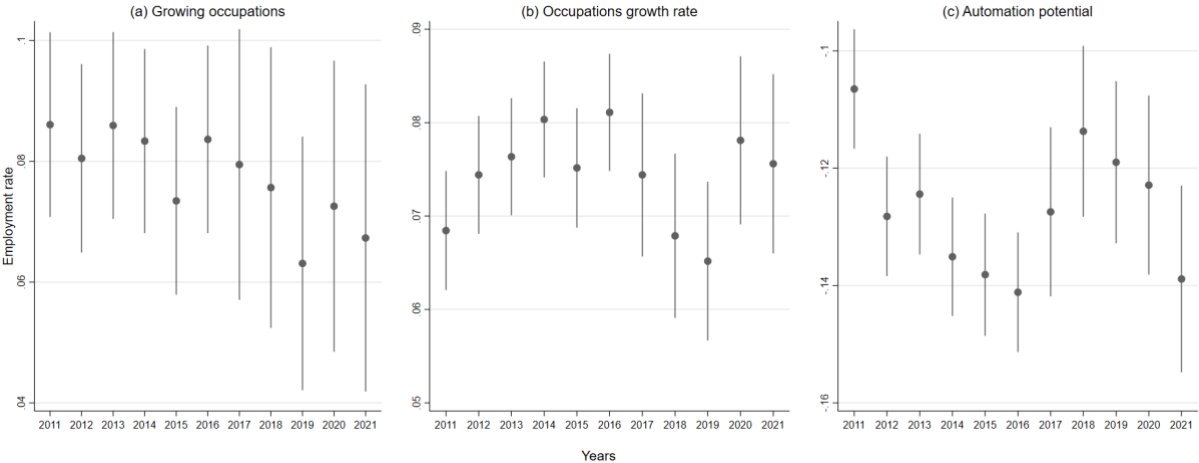 (a) Growing occupations
Employment rate
.1
.08
.06
.04
2011 2012 2013 2014 2015 2016 2017 2018 2019 2020 2021
(b) Occupations growth rate
.09
.08
.07
.06
.05
2011 2012 2013 2014 2015 2016 2017 2018 2019 2020 2021
(c) Automation potential
-.1
-.12
-.14
-.16
2011 2012 2013 2014 2015 2016 2017 2018 2019 2020 2021
Years